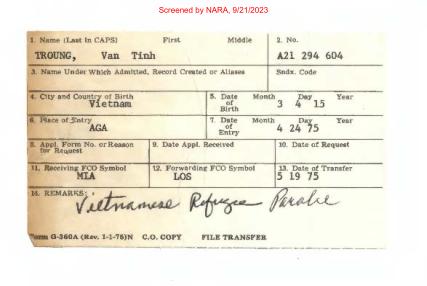 Screened by NARA, 9/21/2023
1. Name (Last in CAPS) First Middle 2. No.
TROUNG, Van Tinh A21 294 604
3. Name Under Which Admitted, Record Created or Aliases Sndx. Code
4. City and Country of Birth 5. Date of Birth Month Day Year
Vietnam 3 4 15
6. Place of Entry 7. Date of Entry Month Day Year
AGA 4 24 75
8. Appl. Form No. or Reason for Request 9. Date Appl. Received 10. Date of Request
11. Receiving FCO Symbol 12. Forwarding FCO Symbol 13. Date of Transfer
MIA LOS 5 19 75
14. REMARKS:
Vietnamese Refugee Parolee
Form G-360A (Rev. 1-1-75)N C.O. COPY FILE TRANSFER